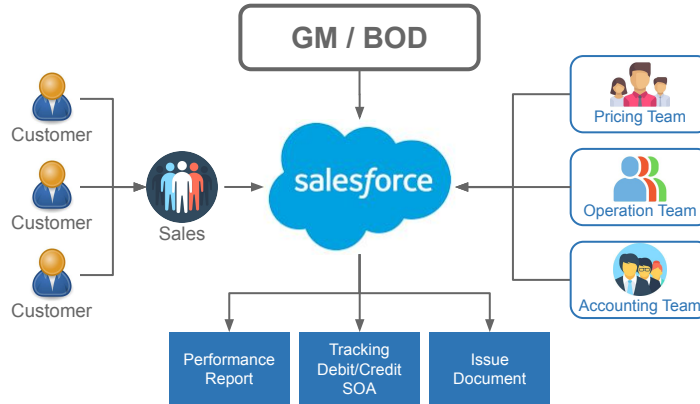 GM / BOD
Customer
Customer
Customer
Sales
salesforce
Pricing Team
Operation Team
Accounting Team
Performance
Report
Tracking
Debit/Credit
SOA
Issue
Document